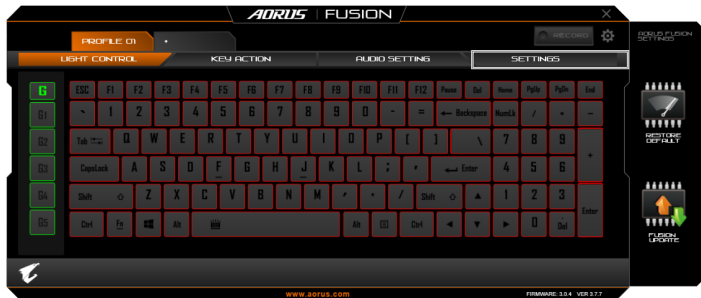 AORUS | FUSION
RECORD
AORUS FUSION
SETTINGS
PROFILE 01
LIGHT CONTROL KEY ACTION AUDIO SETTING SETTINGS
G ESC F1 F2 F3 F4 F5 F6 F7 F8 F9 F10 F11 F12 Pause Del Home PgUp PgDn End
G1 1 2 3 4 5 6 7 8 9 0 - = ← Backspace NumLk / * -
G2 Tab Q W E R T Y U I O P [ ] \ 7 8 9 +
G3 CapsLock A S D F G H J K L ; ' Enter 4 5 6
G4 Shift Z X C V B N M , . / Shift 1 2 3
Enter
G5 Ctrl Fn Alt Alt Ctrl 0 . Del
RESTORE
DEFAULT
FUSION
UPDATE
www.aorus.com
FIRMWARE: 3.0.4 VER 3.7.7